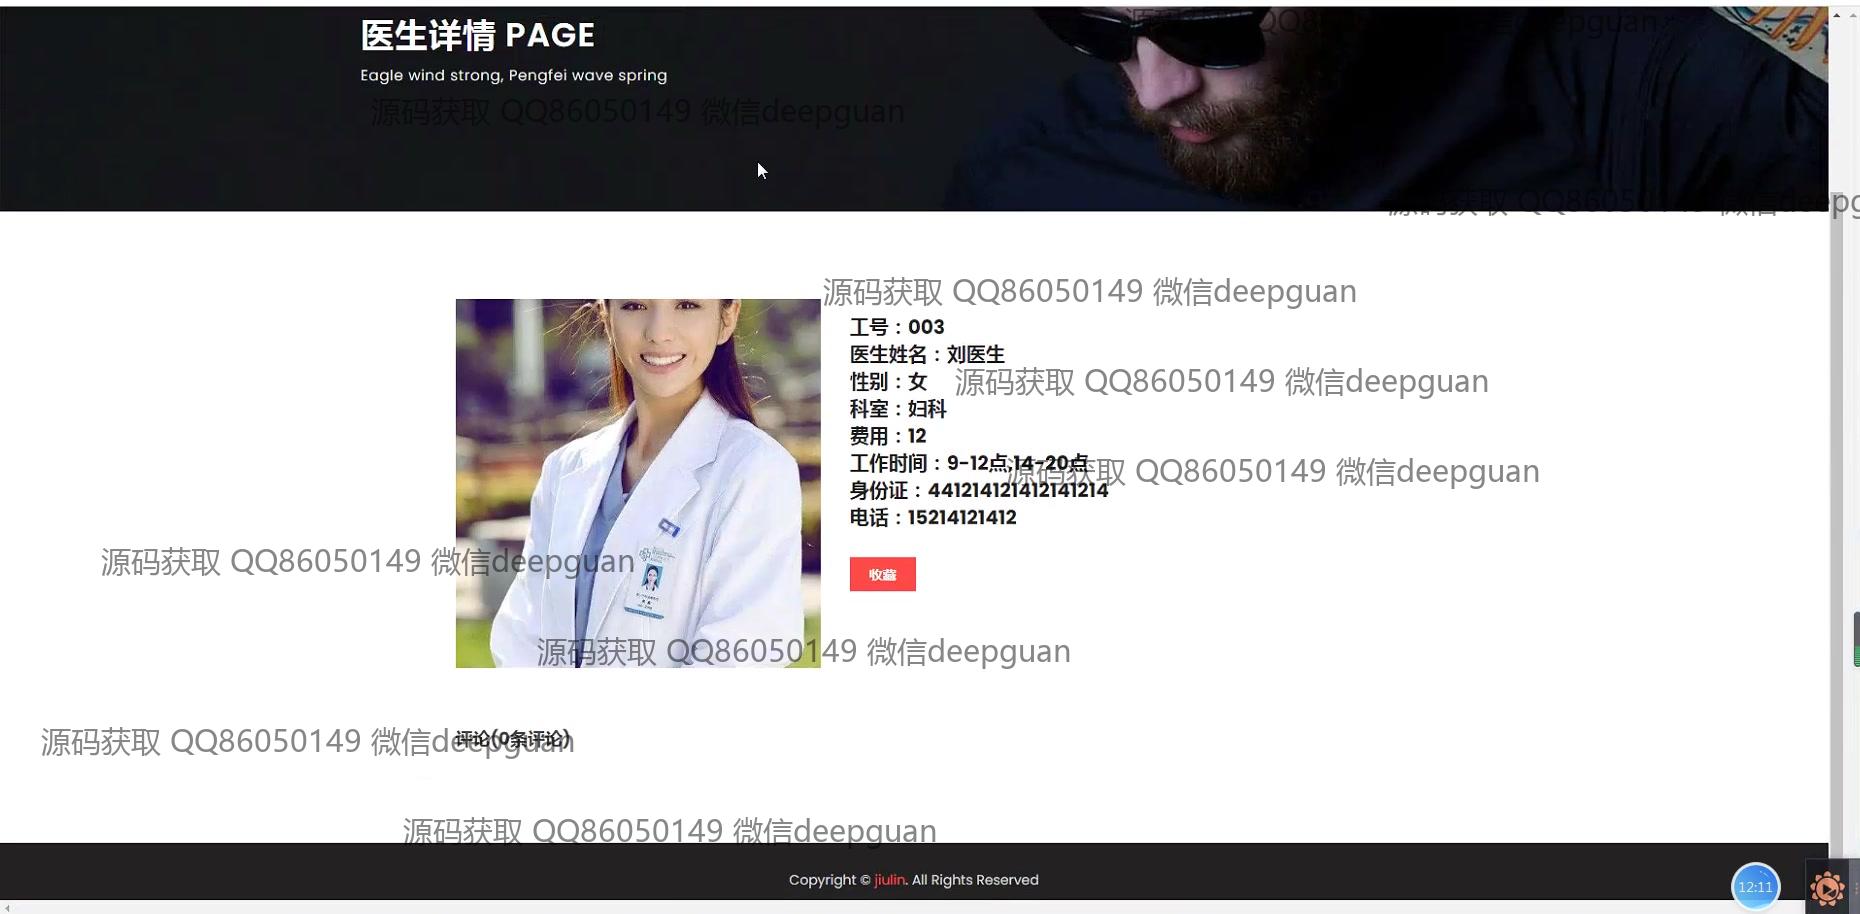 医生详情 PAGE
Eagle wind strong, Pengfei wave spring
源码获取 QQ86050149 微信deepguan
源码获取 QQ86050149 微信deepguan
工号：003
医生姓名：刘医生
性别：女
源码获取 QQ86050149 微信deepguan
科室：妇科
费用：12
工作时间：9-12点,14-20点
源码获取 QQ86050149 微信deepguan
身份证：441214121412141214
电话：15214121412
源码获取 QQ86050149 微信deepguan
收藏
源码获取 QQ86050149 微信deepguan
源码获取 QQ86050149 微信deepguan
评论(0条评论)
源码获取 QQ86050149 微信deepguan
Copyright © jiulin. All Rights Reserved
12:11